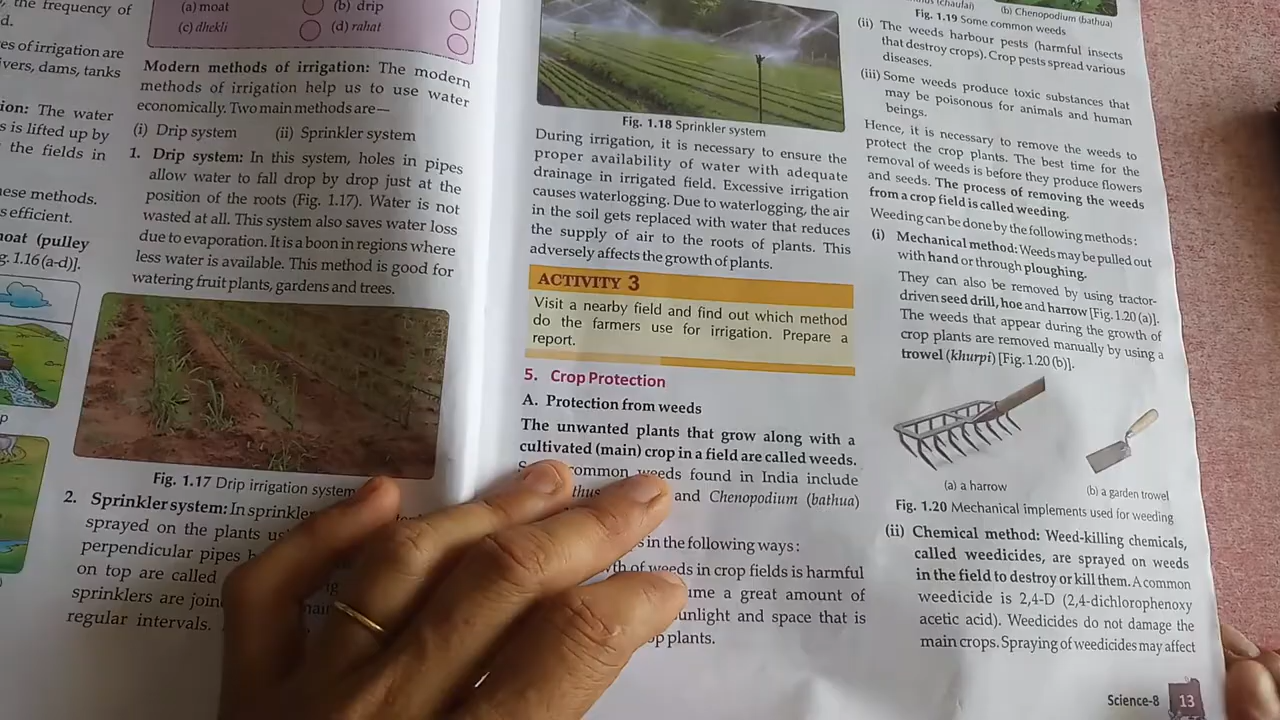 the frequency of
d.
es of irrigation are
ivers, dams, tanks
ion: The water
s is lifted up by
the fields in
hese methods.
s efficient.
moat (pulley
g. 1.16 (a-d)].
p
(a) moat
(b) drip
(c) dhekli
(d) rahat
Modern methods of irrigation: The modern
methods of irrigation help us to use water
economically. Two main methods are—
(i) Drip system (ii) Sprinkler system
1. Drip system: In this system, holes in pipes
allow water to fall drop by drop just at the
position of the roots (Fig. 1.17). Water is not
wasted at all. This system also saves water loss
due to evaporation. It is a boon in regions where
less water is available. This method is good for
watering fruit plants, gardens and trees.
Fig. 1.17 Drip irrigation system
2. Sprinkler system: In sprinkler
sprayed on the plants
perpendicular pipes
on top are called
sprinklers are
regular intervals.
Fig. 1.18 Sprinkler system
During irrigation, it is necessary to ensure the
proper availability of water with adequate
drainage in irrigated field. Excessive irrigation
causes waterlogging. Due to waterlogging, the air
in the soil gets replaced with water that reduces
the supply of air to the roots of plants. This
adversely affects the growth of plants.
ACTIVITY 3
Visit a nearby field and find out which method
do the farmers use for irrigation. Prepare a
report.
5. Crop Protection
A. Protection from weeds
The unwanted plants that grow along with a
cultivated (main) crop in a field are called weeds.
common weeds found in India include
and Chenopodium (bathua)
in the following ways:
of weeds in crop fields is harmful
a great amount of
sunlight and space that is
plants.
(chaulai) (b) Chenopodium (bathua)
Fig. 1.19 Some common weeds
(ii) The weeds harbour pests (harmful insects
that destroy crops). Crop pests spread various
diseases.
(iii) Some weeds produce toxic substances that
may be poisonous for animals and human
beings.
Hence, it is necessary to remove the weeds to
protect the crop plants. The best time for the
removal of weeds is before they produce flowers
and seeds. The process of removing the weeds
from a crop field is called weeding.
Weeding can be done by the following methods:
(i) Mechanical method: Weeds may be pulled out
with hand or through ploughing.
They can also be removed by using tractor-
driven seed drill, hoe and harrow [Fig. 1.20 (a)].
The weeds that appear during the growth of
crop plants are removed manually by using a
trowel (khurpi) [Fig. 1.20 (b)].
(a) a harrow
(b) a garden trowel
Fig. 1.20 Mechanical implements used for weeding
(ii) Chemical method: Weed-killing chemicals,
called weedicides, are sprayed on weeds
in the field to destroy or kill them. A common
weedicide is 2,4-D (2,4-dichlorophenoxy
acetic acid). Weedicides do not damage the
main crops. Spraying of weedicides may affect
Science-8 13